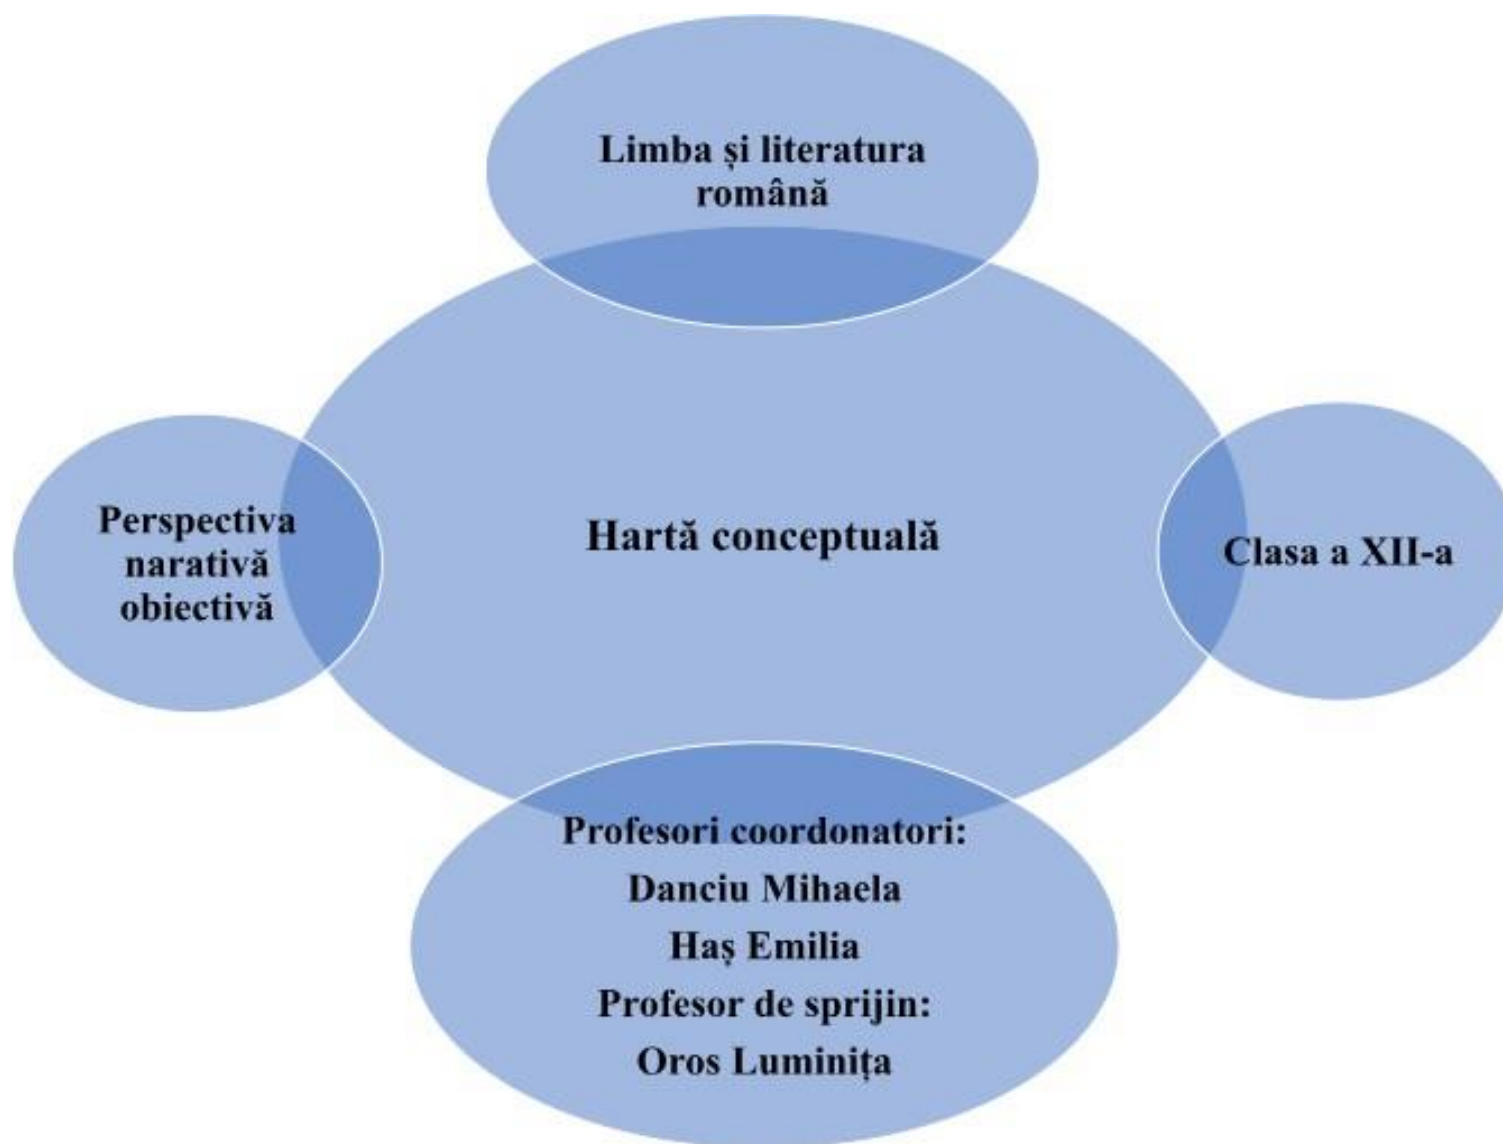 Limba și literatura
română
Perspectiva
narativă
obiectivă
Hartă conceptuală
Clasa a XII-a
Profesori coordonatori:
Danciu Mihaela
Haș Emilia
Profesor de sprijin:
Oros Luminița